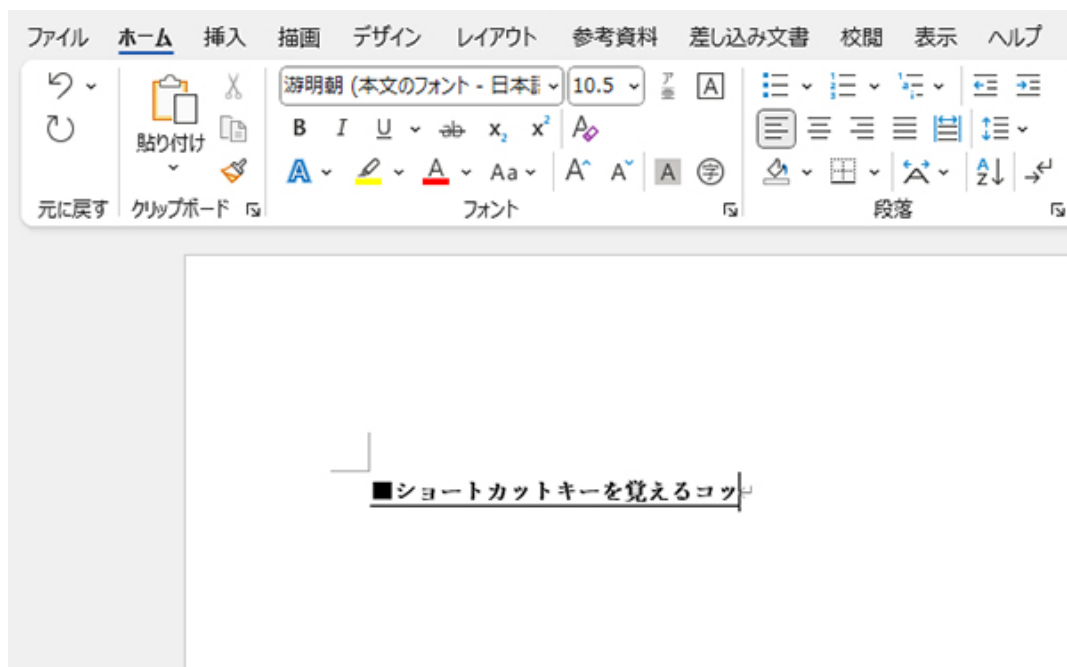 ファイル ホーム 挿入 描画 デザイン レイアウト 参考資料 差し込み文書 校閲 表示 ヘルプ
游明朝 (本文のフォント - 日本語 10.5
貼り付け
B I U ab x₂ x² A
A A Aa A A A 字
元に戻す クリップボード フォント 段落
■ショートカットキーを覚えるコツ